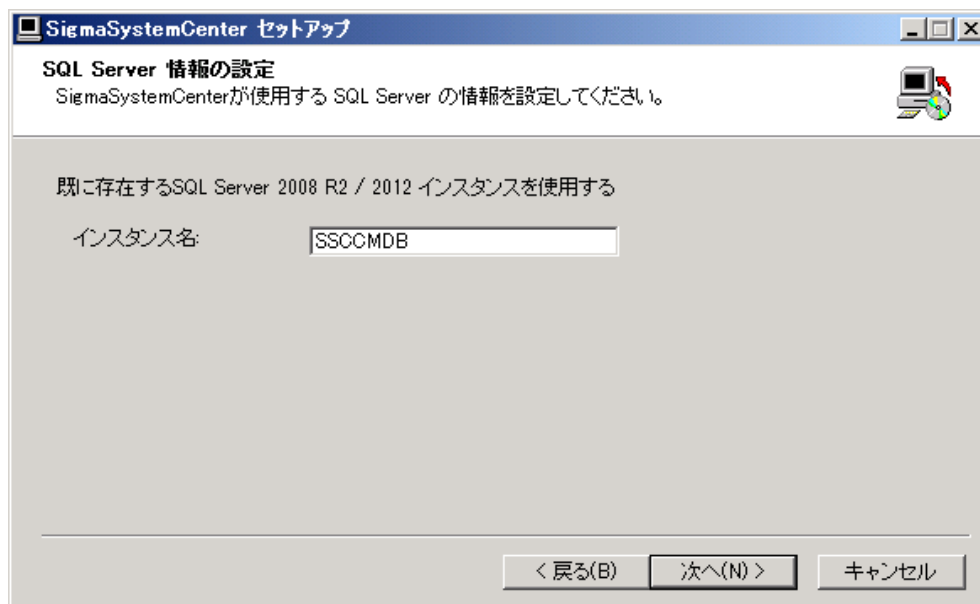 SigmaSystemCenter セットアップ
SQL Server 情報の設定
SigmaSystemCenterが使用する SQL Server の情報を設定してください。
既に存在するSQL Server 2008 R2 / 2012 インスタンスを使用する
インスタンス名: SSCCMDB
< 戻る(B) 次へ(N) > キャンセル